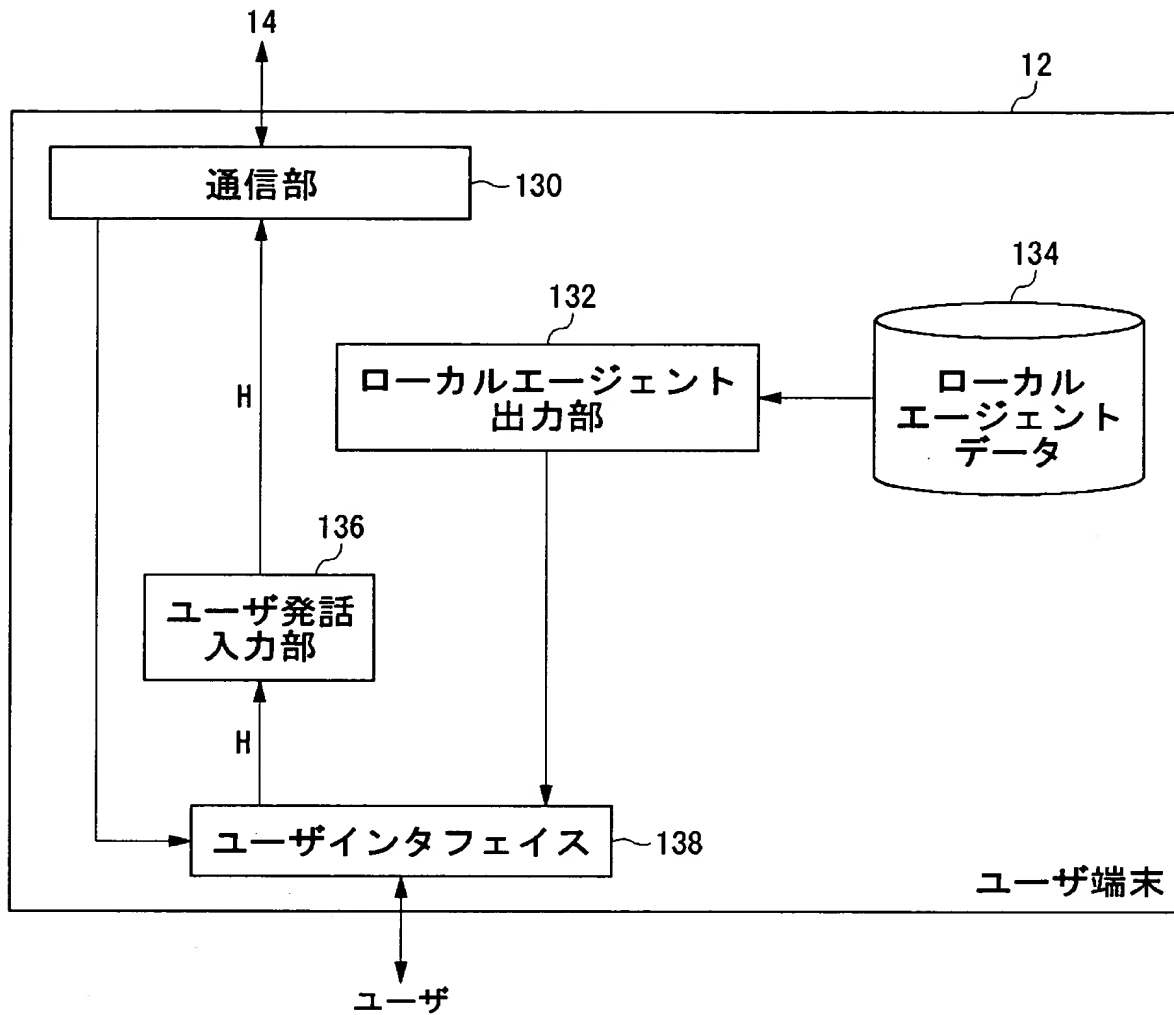 14
12
通信部
130
134
132
ローカルエージェント
出力部
ローカル
エージェント
データ
H
136
ユーザ発話
入力部
H
ユーザインタフェイス
138
ユーザ端末
ユーザ